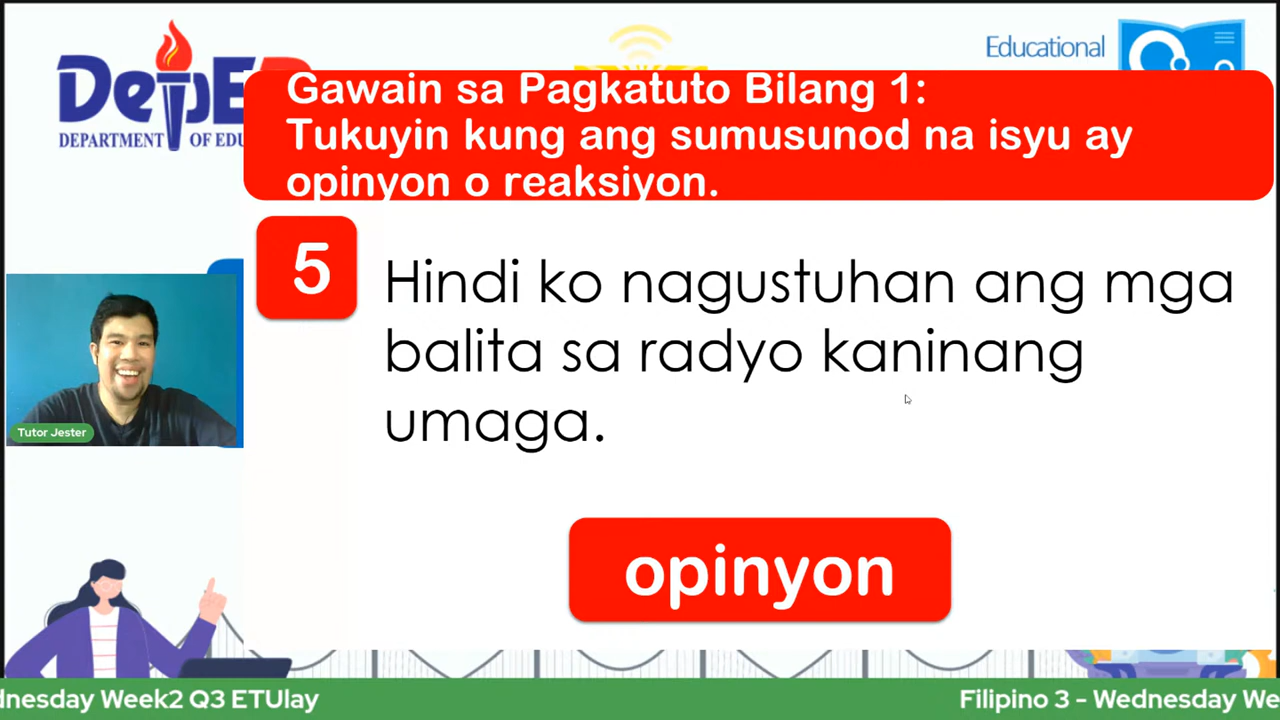 DepED
DEPARTMENT OF EDU
Educational
Gawain sa Pagkatuto Bilang 1:
Tukuyin kung ang sumusunod na isyu ay
opinyon o reaksiyon.
5
Hindi ko nagustuhan ang mga
balita sa radyo kaninang
umaga.
Tutor Jester
opinyon
dnesday Week2 Q3 ETUlay
Filipino 3 - Wednesday We